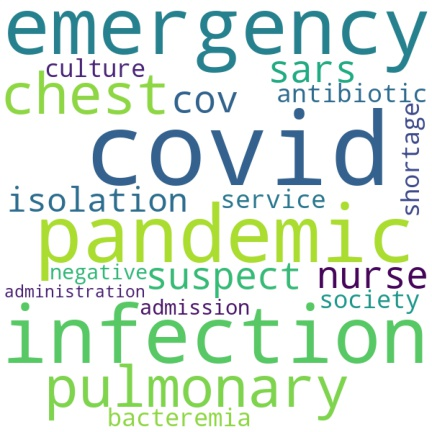 emergency
culture sars
chest cov antibiotic
covid shortage
isolation service
pandemic
negative suspect nurse
administration admission society
infection
pulmonary
bacteremia